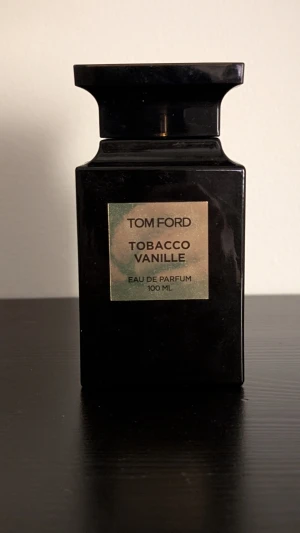 TOM FORD
TOBACCO
VANILLE
EAU DE PARFUM
100 ML